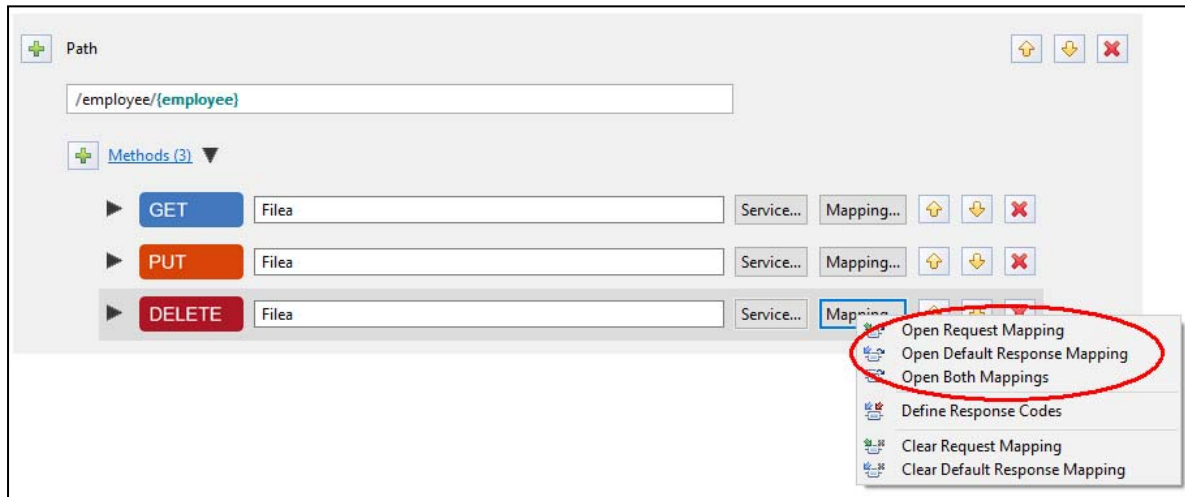 Path
/employee/{employee}
Methods (3)
GET Filea Service... Mapping...
PUT Filea Service... Mapping...
DELETE Filea Service... Mapping...
Open Request Mapping
Open Default Response Mapping
Open Both Mappings
Define Response Codes
Clear Request Mapping
Clear Default Response Mapping